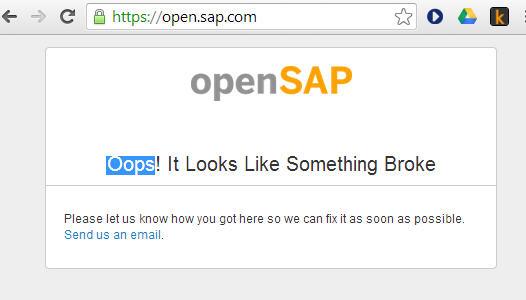 https://open.sap.com
k
openSAP
Oops! It Looks Like Something Broke
Please let us know how you got here so we can fix it as soon as possible.
Send us an email.